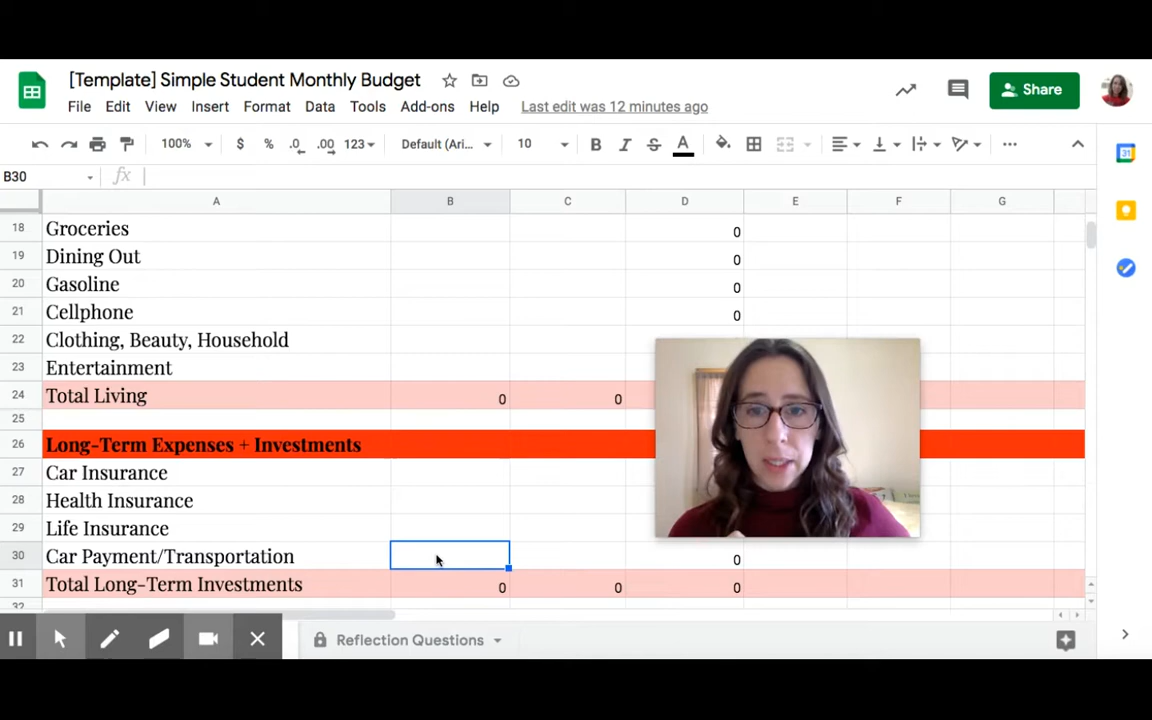 [Template] Simple Student Monthly Budget
File Edit View Insert Format Data Tools Add-ons Help Last edit was 12 minutes ago
Share
100% $ % .0 .00 123 Default (Ari... 10 B I S A
31
B30 fx
A B C D E F G
18 Groceries 0
19 Dining Out 0
20 Gasoline 0
21 Cellphone 0
22 Clothing, Beauty, Household
23 Entertainment
24 Total Living 0 0
25
26 Long-Term Expenses + Investments
27 Car Insurance
28 Health Insurance
29 Life Insurance
30 Car Payment/Transportation 0
31 Total Long-Term Investments 0 0 0
32
Reflection Questions